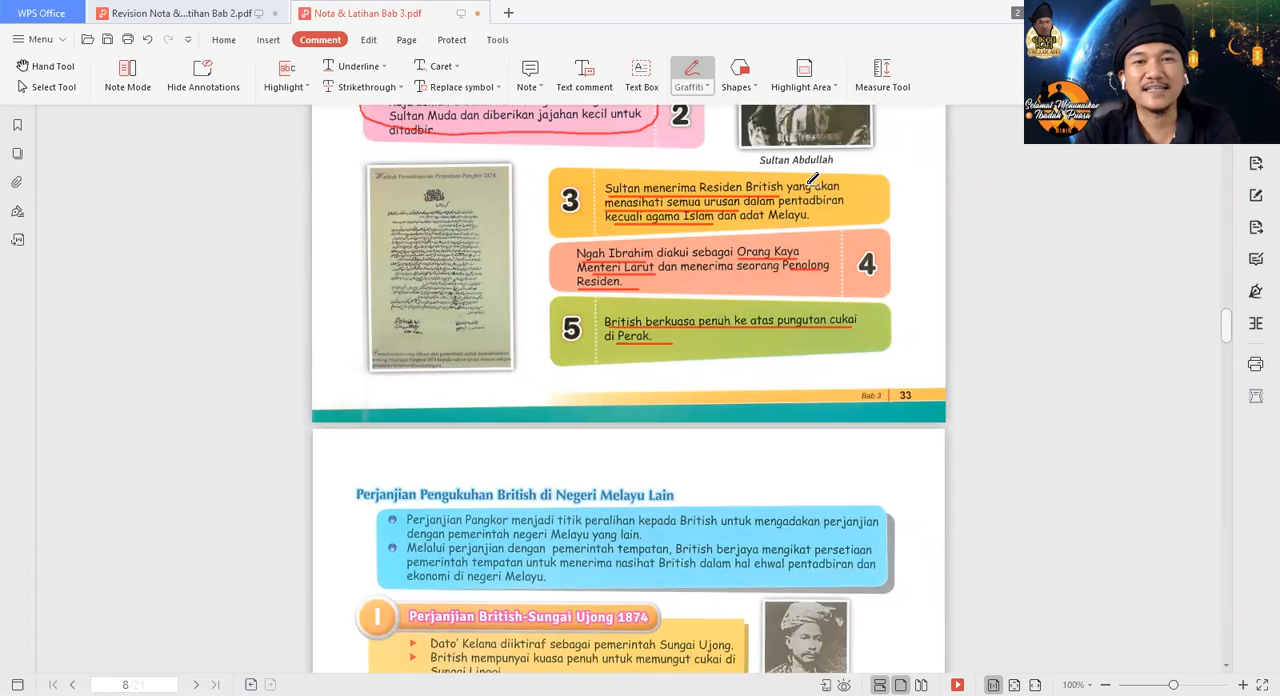 WPS Office
Revision Nota &...tihan Bab 2.pdf
Nota & Latihan Bab 3.pdf
2
Menu
Home
Insert
Comment
Edit
Page
Protect
Tools
Hand Tool
Select Tool
Note Mode
Hide Annotations
Highlight
Underline
Strikethrough
Caret
Replace symbol
Note
Text comment
Text Box
Graffiti
Shapes
Highlight Area
Measure Tool
Selamat Menunaikan
Ibadah Puasa
Sultan Muda dan diberikan jajahan kecil untuk
ditadbir.
2
Sultan Abdullah
3
Sultan menerima Residen British yang akan
menasihati semua urusan dalam pentadbiran
kecuali agama Islam dan adat Melayu.
Ngah Ibrahim diakui sebagai Orang Kaya
Menteri Larut dan menerima seorang Penolong
Residen.
4
5
British berkuasa penuh ke atas pungutan cukai
di Perak.
Bab 3 33
Perjanjian Pengukuhan British di Negeri Melayu Lain
Perjanjian Pangkor menjadi titik peralihan kepada British untuk mengadakan perjanjian
dengan pemerintah negeri Melayu yang lain.
Melalui perjanjian dengan pemerintah tempatan, British berjaya mengikat persetiaan
pemerintah tempatan untuk menerima nasihat British dalam hal ehwal pentadbiran dan
ekonomi di negeri Melayu.
1 Perjanjian British-Sungai Ujong 1874
Dato' Kelana diiktiraf sebagai pemerintah Sungai Ujong.
British mempunyai kuasa penuh untuk memungut cukai di
Sungai Linggi.
8/21
100%